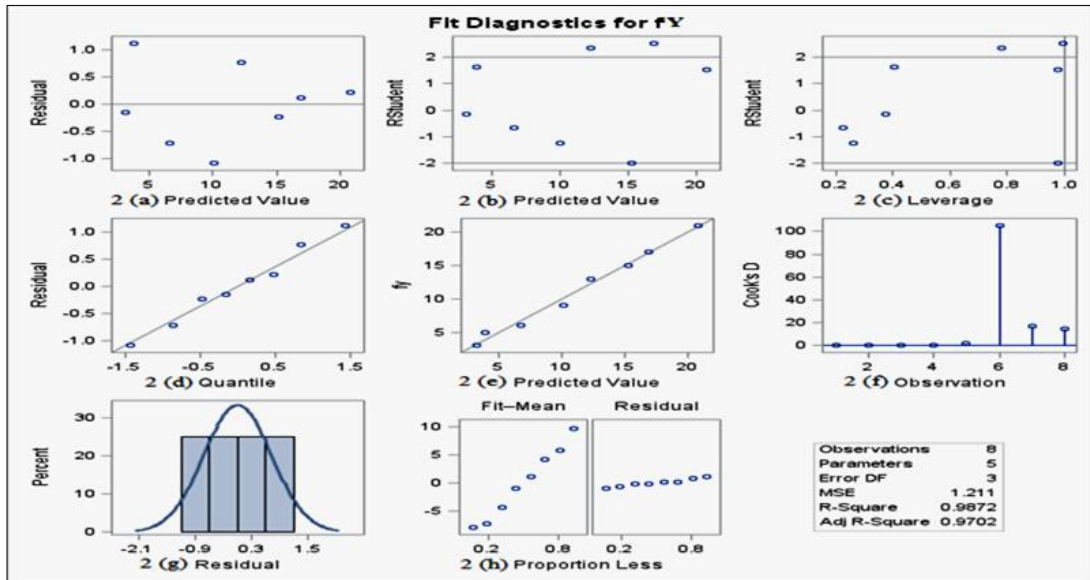 Fit Diagnostics for fY
Residual
1.0
0.5
0.0
-0.5
-1.0
5 10 15 20
2 (a) Predicted Value
RStudent
2
1
0
-1
-2
5 10 15 20
2 (b) Predicted Value
RStudent
2
1
0
-1
-2
0.2 0.4 0.6 0.8 1.0
2 (c) Leverage
Residual
1.0
0.5
0.0
-0.5
-1.0
-1.5 -0.5 0.5 1.5
2 (d) Quantile
fy
20
15
10
5
5 10 15 20
2 (e) Predicted Value
Cook's D
100
80
60
40
20
0
2 4 6 8
2 (f) Observation
Percent
30
20
10
0
-2.1 -0.9 0.3 1.5
2 (g) Residual
Fit–Mean Residual
10
5
0
-5
0.2 0.8 0.2 0.8
2 (h) Proportion Less
Observations 8
Parameters 5
Error DF 3
MSE 1.211
R-Square 0.9872
Adj R-Square 0.9702